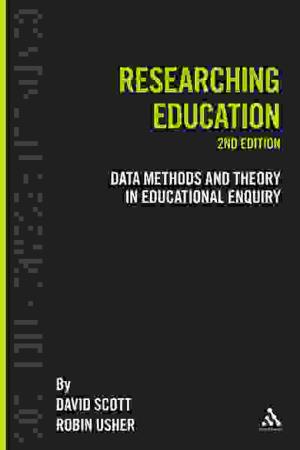 RESEARCHING
EDUCATION
2ND EDITION
DATA METHODS AND THEORY
IN EDUCATIONAL ENQUIRY
By
DAVID SCOTT
ROBIN USHER